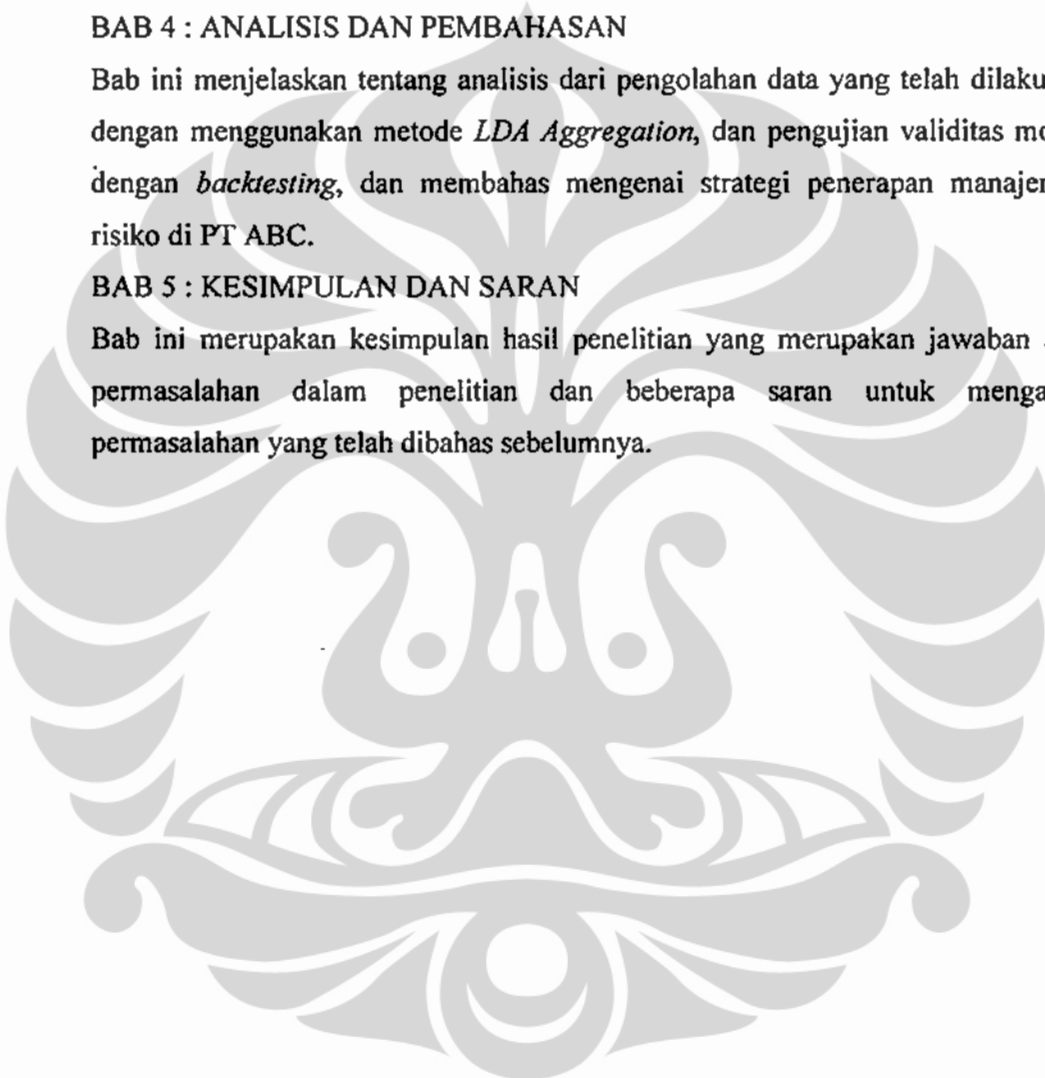 BAB 4 : ANALISIS DAN PEMBAHASAN
Bab ini menjelaskan tentang analisis dari pengolahan data yang telah dilaku
dengan menggunakan metode LDA Aggregation, dan pengujian validitas mo
dengan backtesting, dan membahas mengenai strategi penerapan manajer
risiko di PT ABC.
BAB 5 : KESIMPULAN DAN SARAN
Bab ini merupakan kesimpulan hasil penelitian yang merupakan jawaban
permasalahan dalam penelitian dan beberapa saran untuk menga
permasalahan yang telah dibahas sebelumnya.